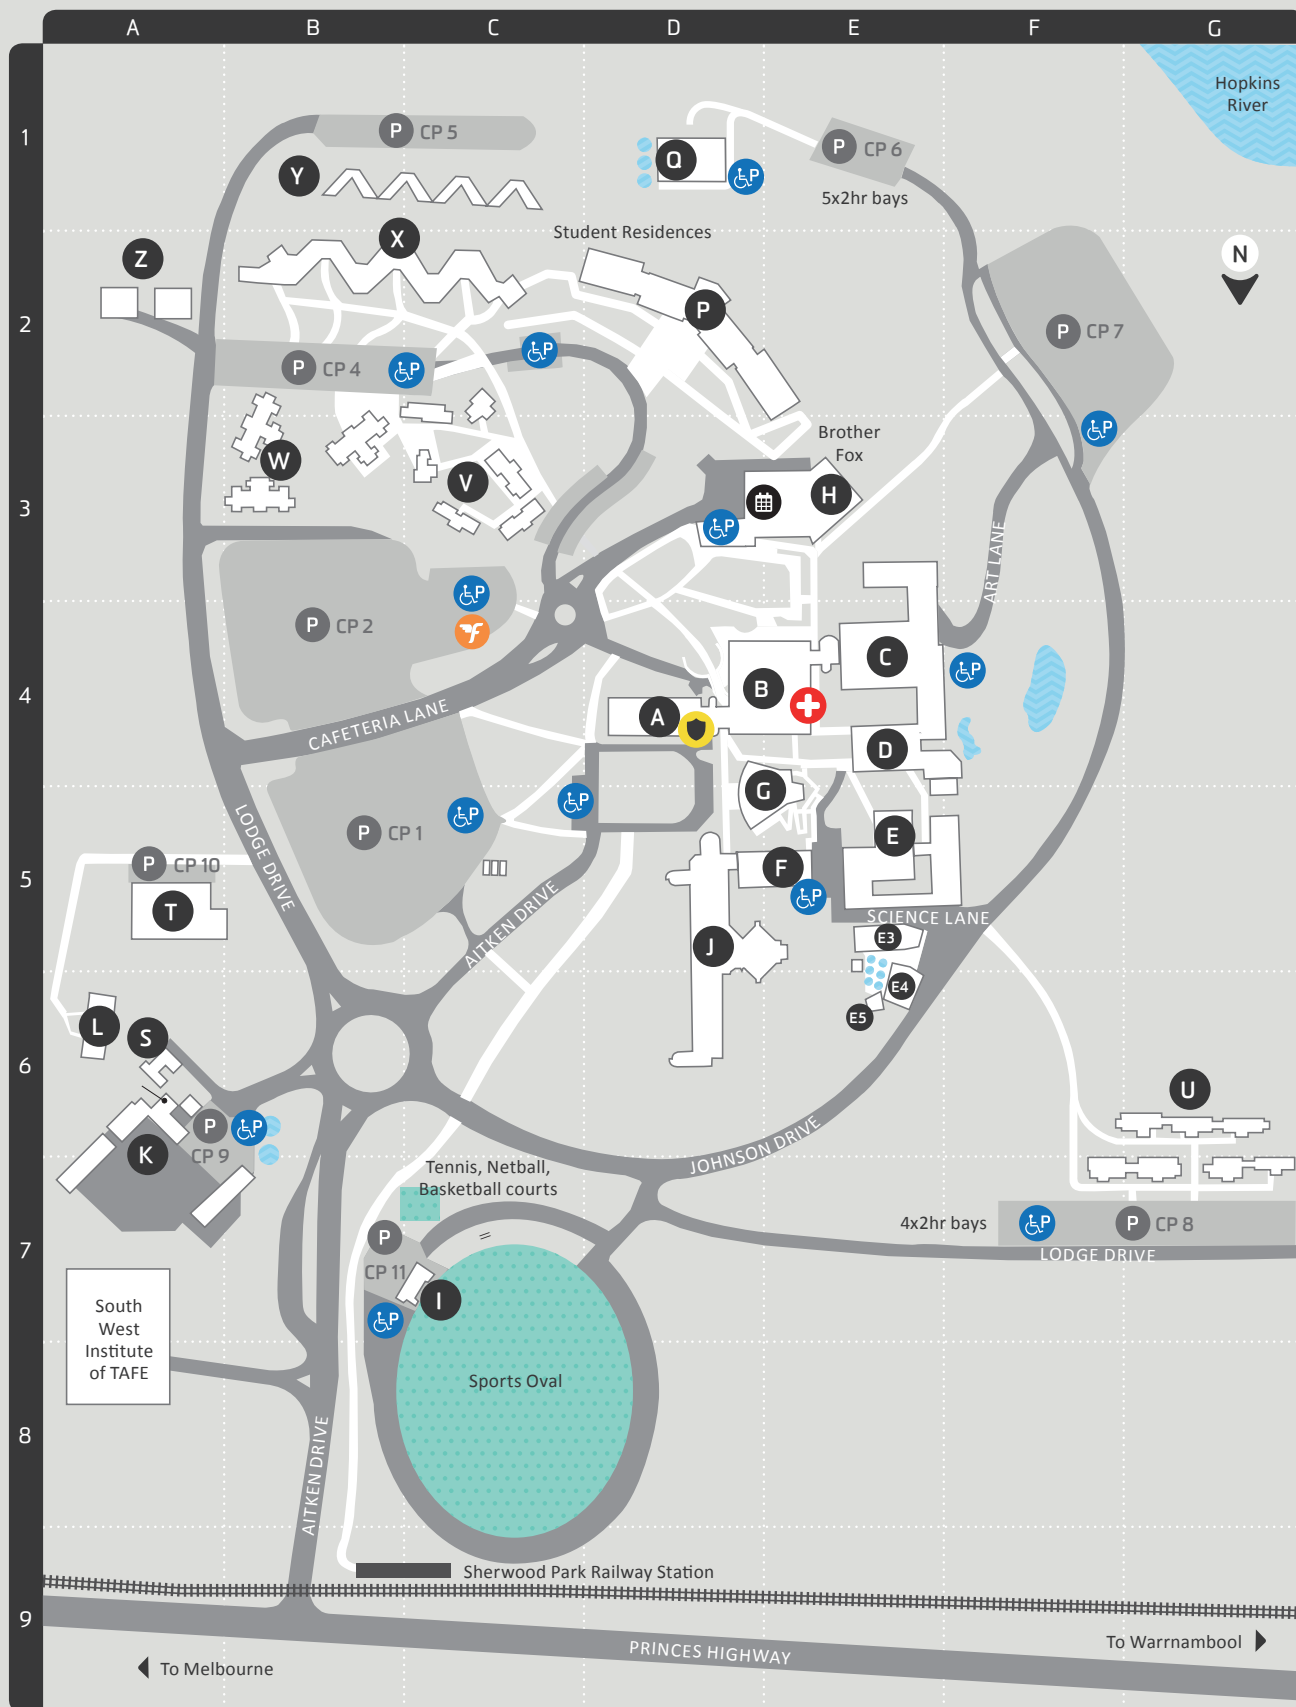 A B C D E F G
1
2
3
4
5
6
7
8
9
Hopkins
River
P CP 5
P CP 6
5x2hr bays
Q
P
Y
X
Student Residences
Z
N
P
P CP 7
P CP 4
P
P
P
Brother
Fox
W
V
H
P
P
P CP 2
F
ART LANE
C
P
B
A
D
CAFETERIA LANE
G
P
P
P CP 1
LODGE DRIVE
E
P CP 10
F
P
T
SCIENCE LANE
AITKEN DRIVE
J
E3
E4
E5
L
S
U
P
CP 9
P
K
JOHNSON DRIVE
Tennis, Netball,
Basketball courts
4x2hr bays
P
P CP 8
LODGE DRIVE
P
CP 11
I
P
South
West
Institute
of TAFE
Sports Oval
AITKEN DRIVE
Sherwood Park Railway Station
PRINCES HIGHWAY
To Warrnambool
To Melbourne